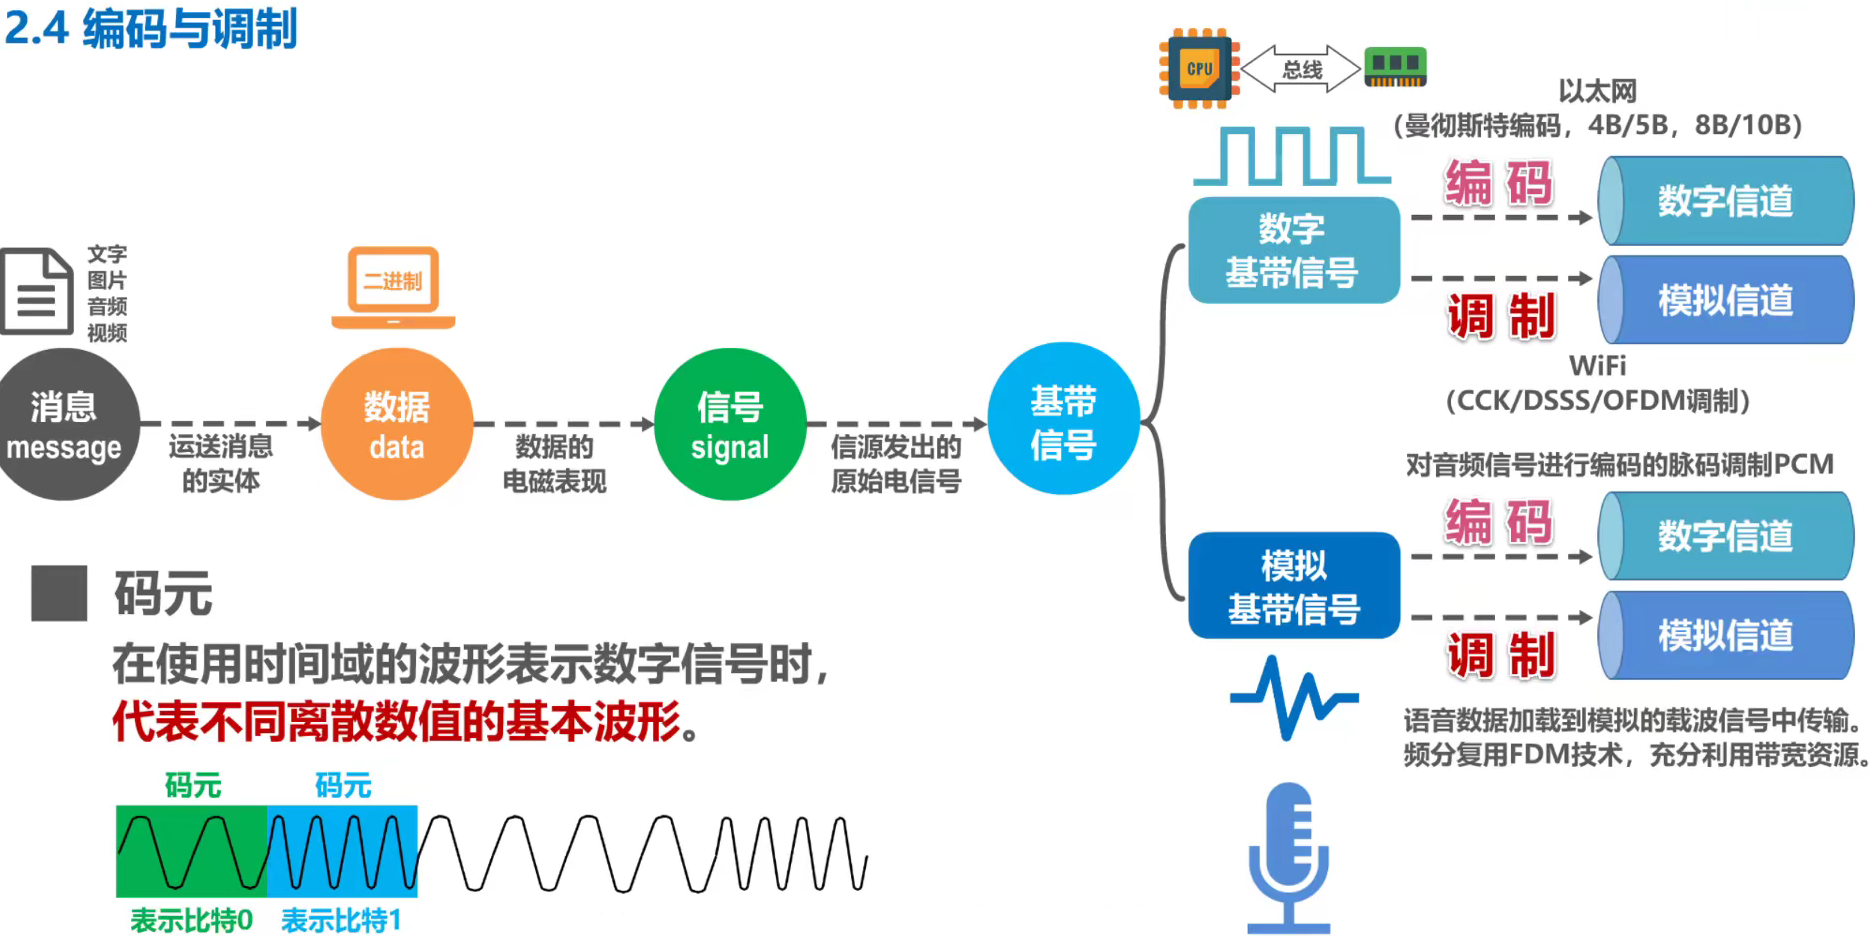 2.4 编码与调制
CPU
总线
以太网
（曼彻斯特编码，4B/5B，8B/10B）
编 码
数字信道
数字
基带信号
调 制
模拟信道
WiFi
（CCK/DSSS/OFDM调制）
文字
图片
音频
视频
二进制
消息
message
运送消息
的实体
数据
data
数据的
电磁表现
信号
signal
信源发出的
原始电信号
基带
信号
对音频信号进行编码的脉码调制PCM
编 码
数字信道
模拟
基带信号
调 制
模拟信道
语音数据加载到模拟的载波信号中传输。
频分复用FDM技术，充分利用带宽资源。
码元
在使用时间域的波形表示数字信号时，
代表不同离散数值的基本波形。
码元
码元
表示比特0
表示比特1